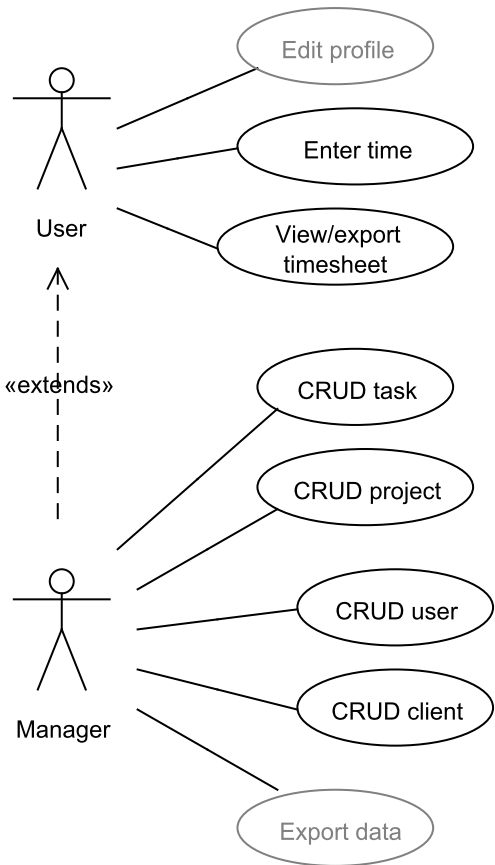 Edit profile
Enter time
User
View/export
timesheet
«extends»
CRUD task
CRUD project
CRUD user
CRUD client
Manager
Export data